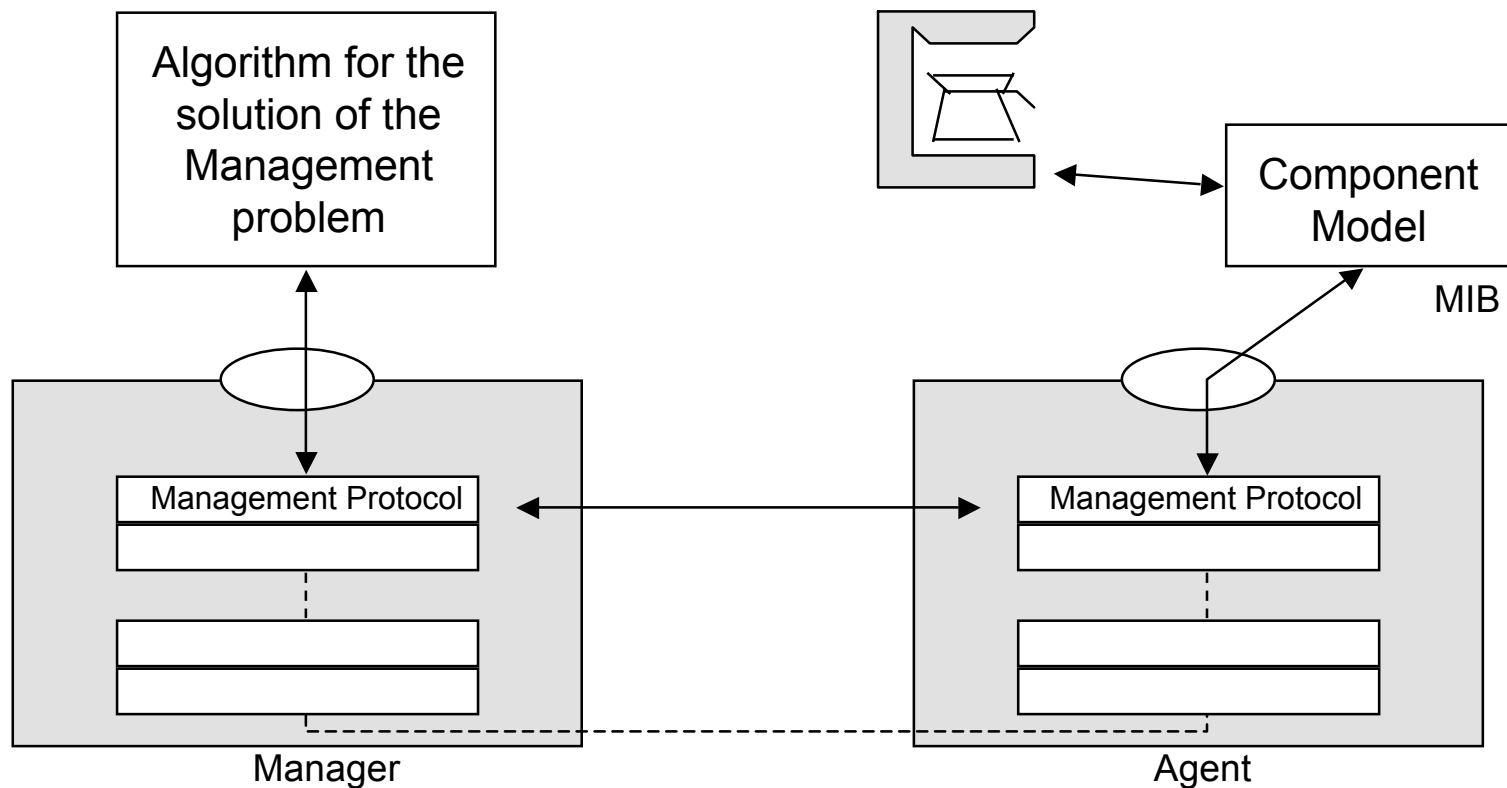 Algorithm for the
solution of the
Management
problem
Component
Model
MIB
Management Protocol
Management Protocol
Manager
Agent